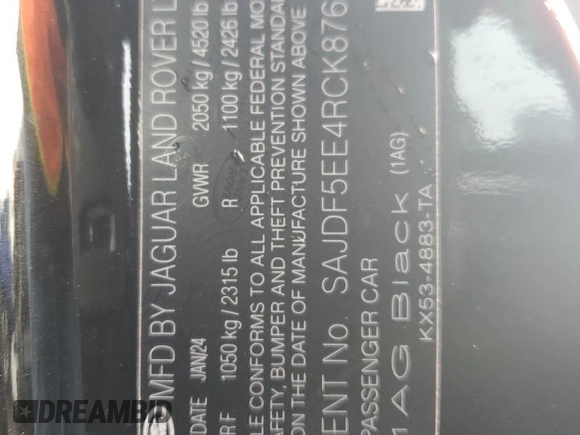 MFD BY JAGUAR LAND ROVER L
DATE JAN/24 GVWR 2050 kg / 4520 lb
R F 1050 kg / 2315 lb R 1100 kg / 2426 lb
LE CONFORMS TO ALL APPLICABLE FEDERAL MOT
AFETY, BUMPER AND THEFT PREVENTION STANDA
ON THE DATE OF MANUFACTURE SHOWN ABOVE
ENT No. SAJDF5EE4RCK876
PASSENGER CAR
1AG Black (1AG)
KX53-4883-TA
DREAMBID